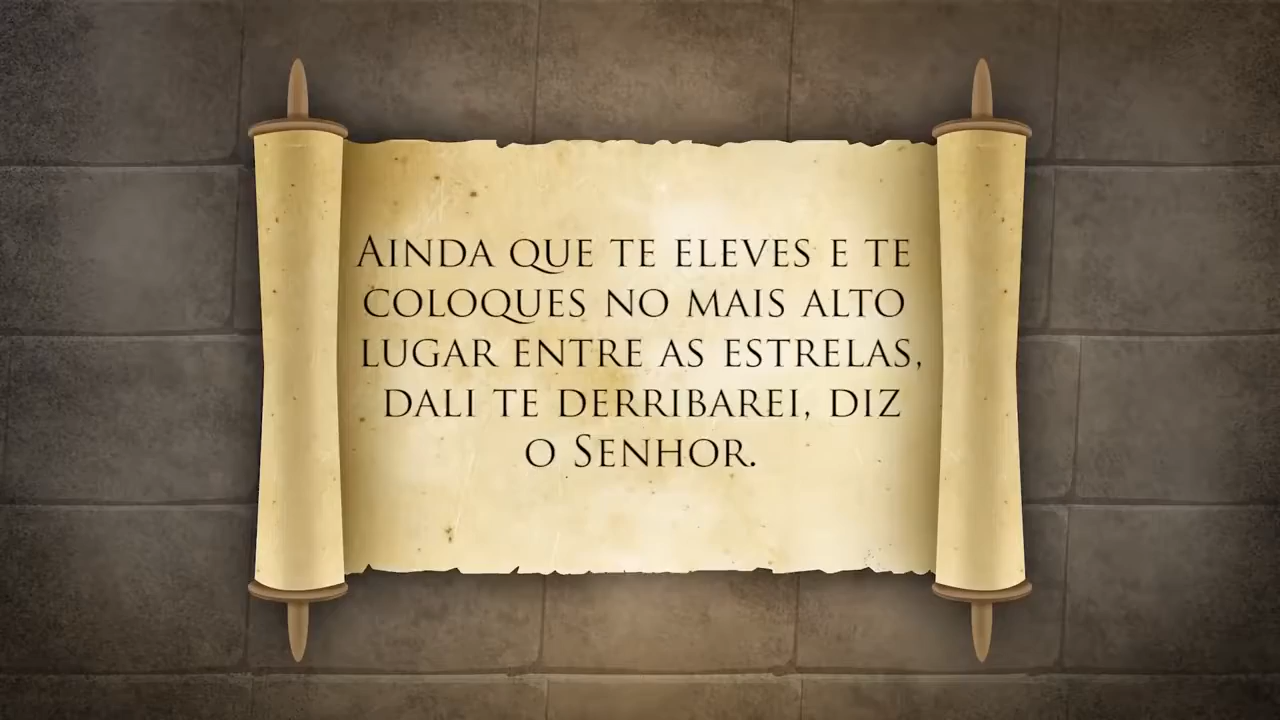 Ainda que te eleves e te
coloques no mais alto
lugar entre as estrelas,
dali te derribarei, diz
o Senhor.